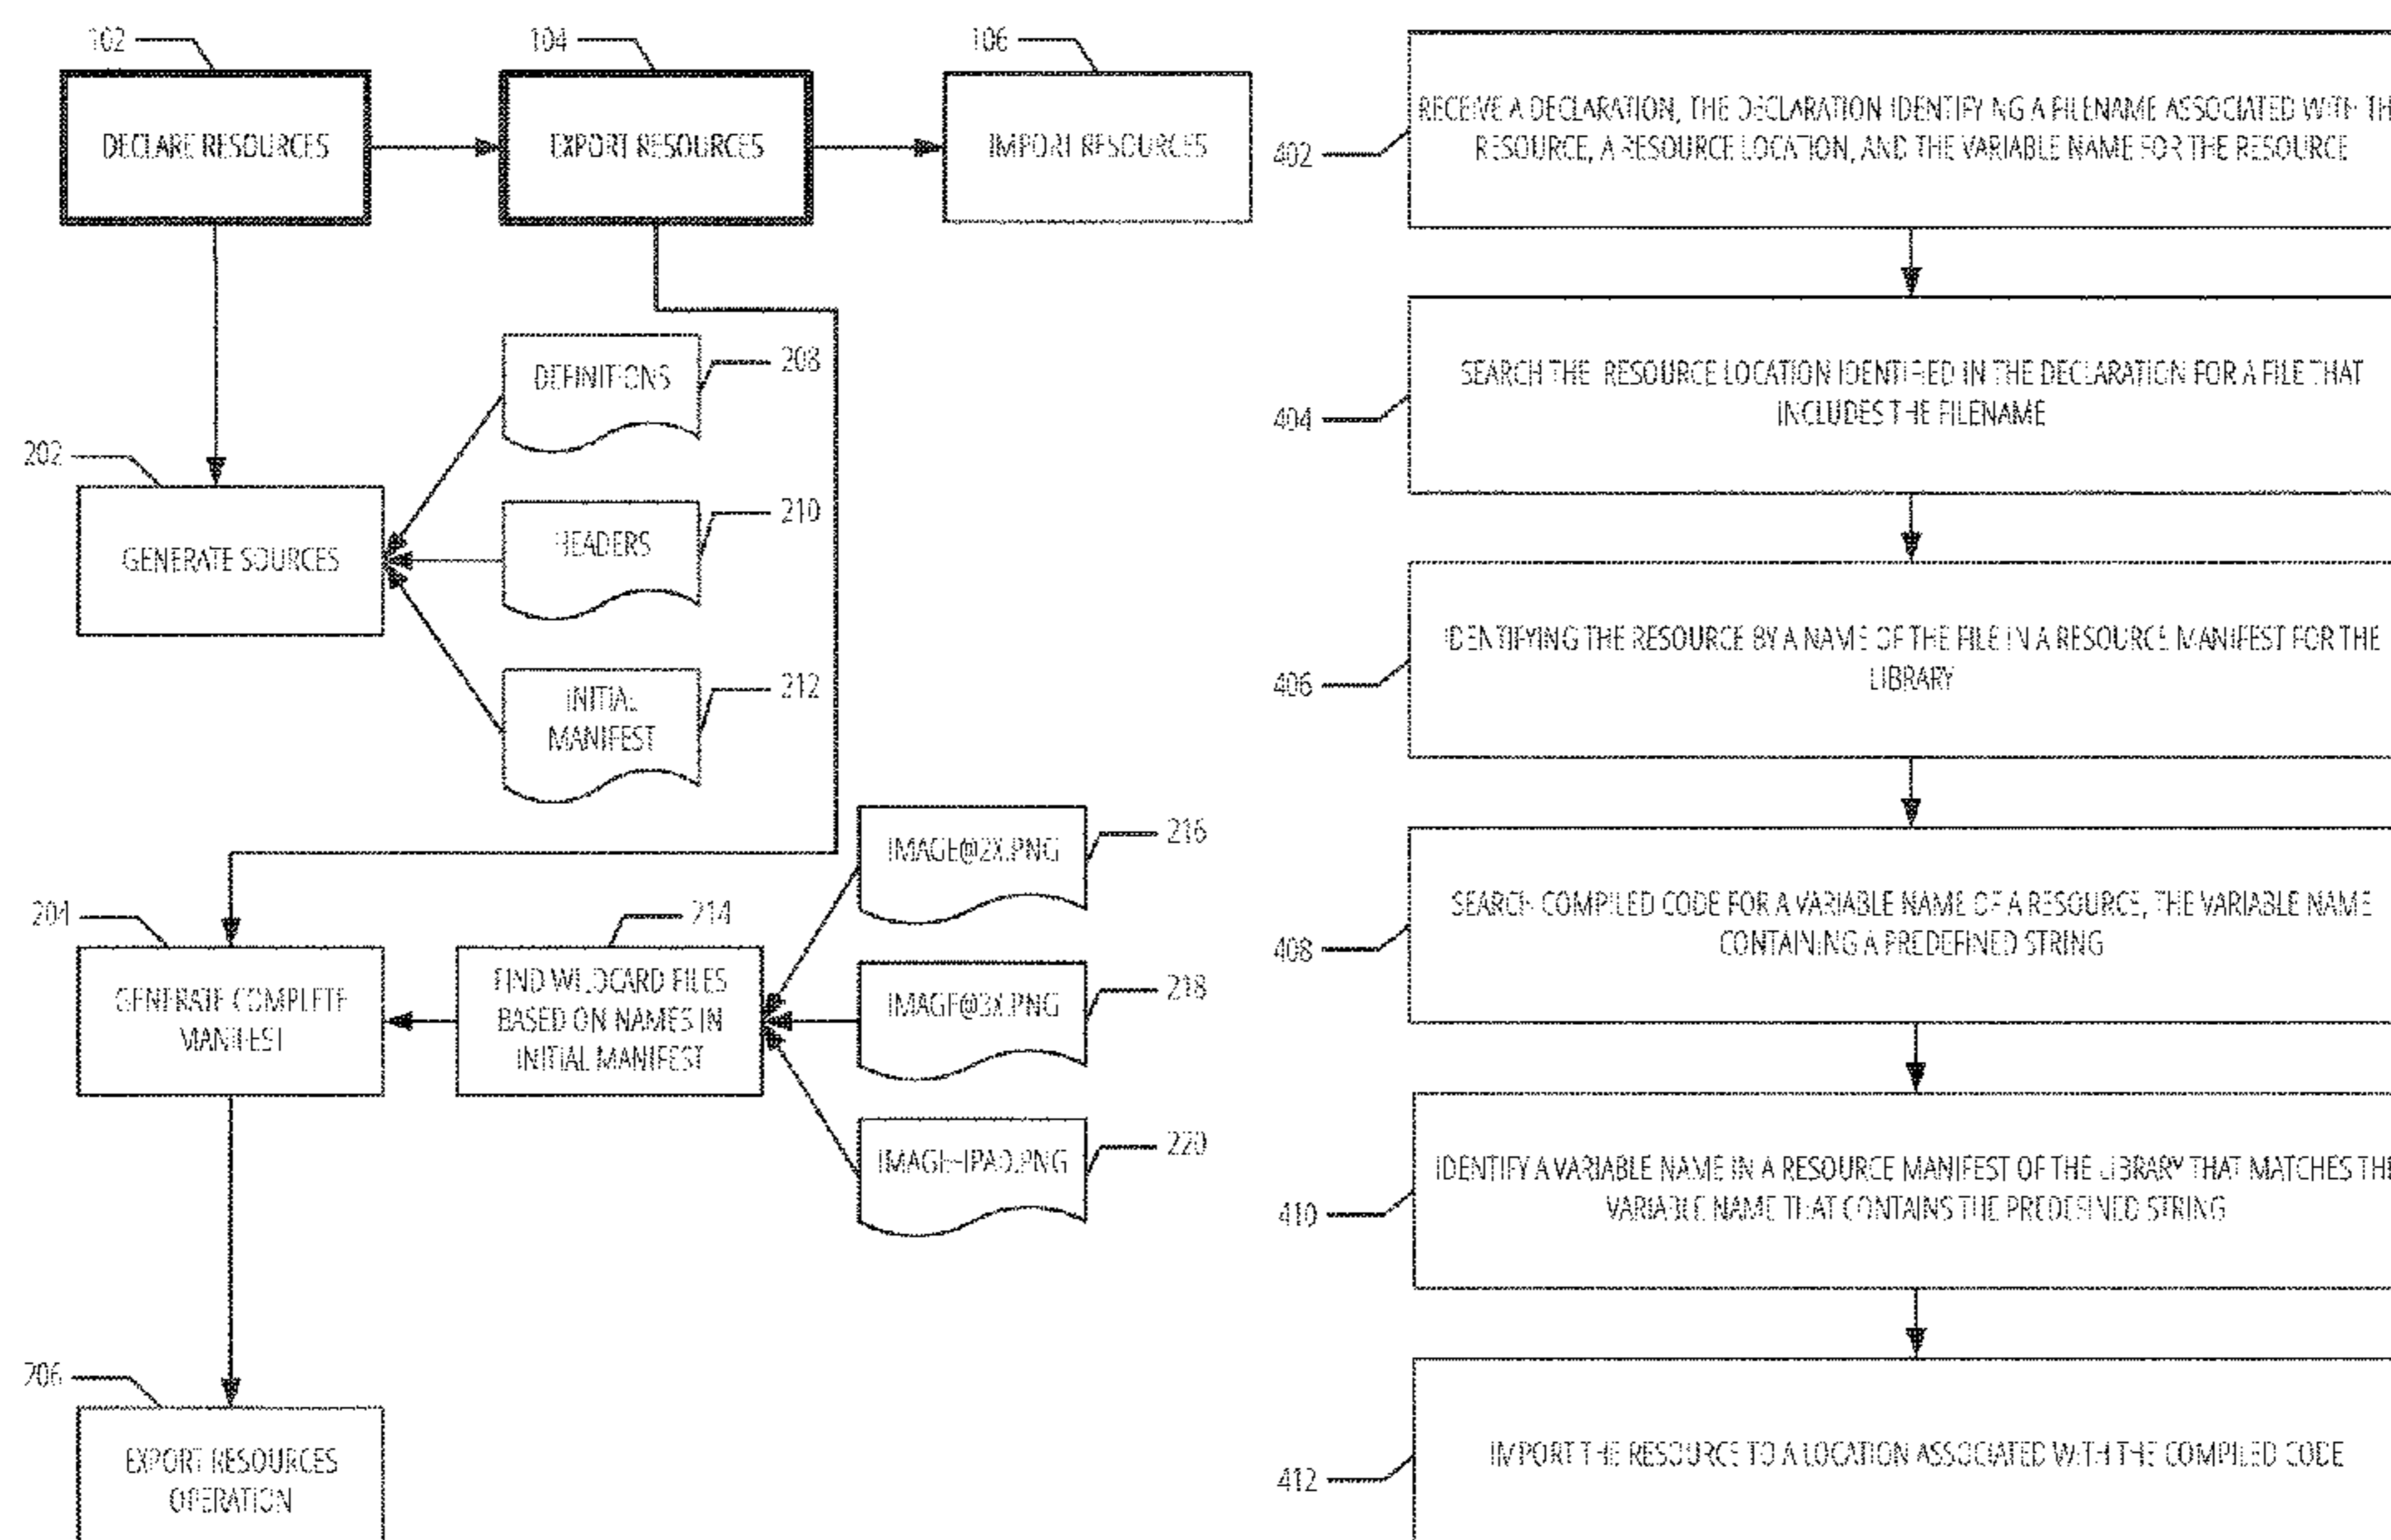 102
104
106
DECLARE RESOURCES
EXPORT RESOURCES
IMPORT RESOURCES
208
DEFINITIONS
202
210
GENERATE SOURCES
HEADERS
212
INITIAL
MANIFEST
216
IMAGE@2X.PNG
204
214
218
GENERATE COMPLETE
MANIFEST
FIND WILDCARD FILES
BASED ON NAMES IN
INITIAL MANIFEST
IMAGE@3X.PNG
220
IMAGE~IPAD.PNG
206
EXPORT RESOURCES
OPERATION
402
RECEIVE A DECLARATION, THE DECLARATION IDENTIFYING A FILENAME ASSOCIATED WITH
RESOURCE, A RESOURCE LOCATION, AND THE VARIABLE NAME FOR THE RESOURCE
404
SEARCH THE RESOURCE LOCATION IDENTIFIED IN THE DECLARATION FOR A FILE THAT
INCLUDES THE FILENAME
406
IDENTIFYING THE RESOURCE BY A NAME OF THE FILE IN A RESOURCE MANIFEST FOR THE
LIBRARY
408
SEARCH COMPILED CODE FOR A VARIABLE NAME OF A RESOURCE, THE VARIABLE NAME
CONTAINING A PREDEFINED STRING
410
IDENTIFY A VARIABLE NAME IN A RESOURCE MANIFEST OF THE LIBRARY THAT MATCHES THE
VARIABLE NAME THAT CONTAINS THE PREDEFINED STRING
412
IMPORT THE RESOURCE TO A LOCATION ASSOCIATED WITH THE COMPILED CODE